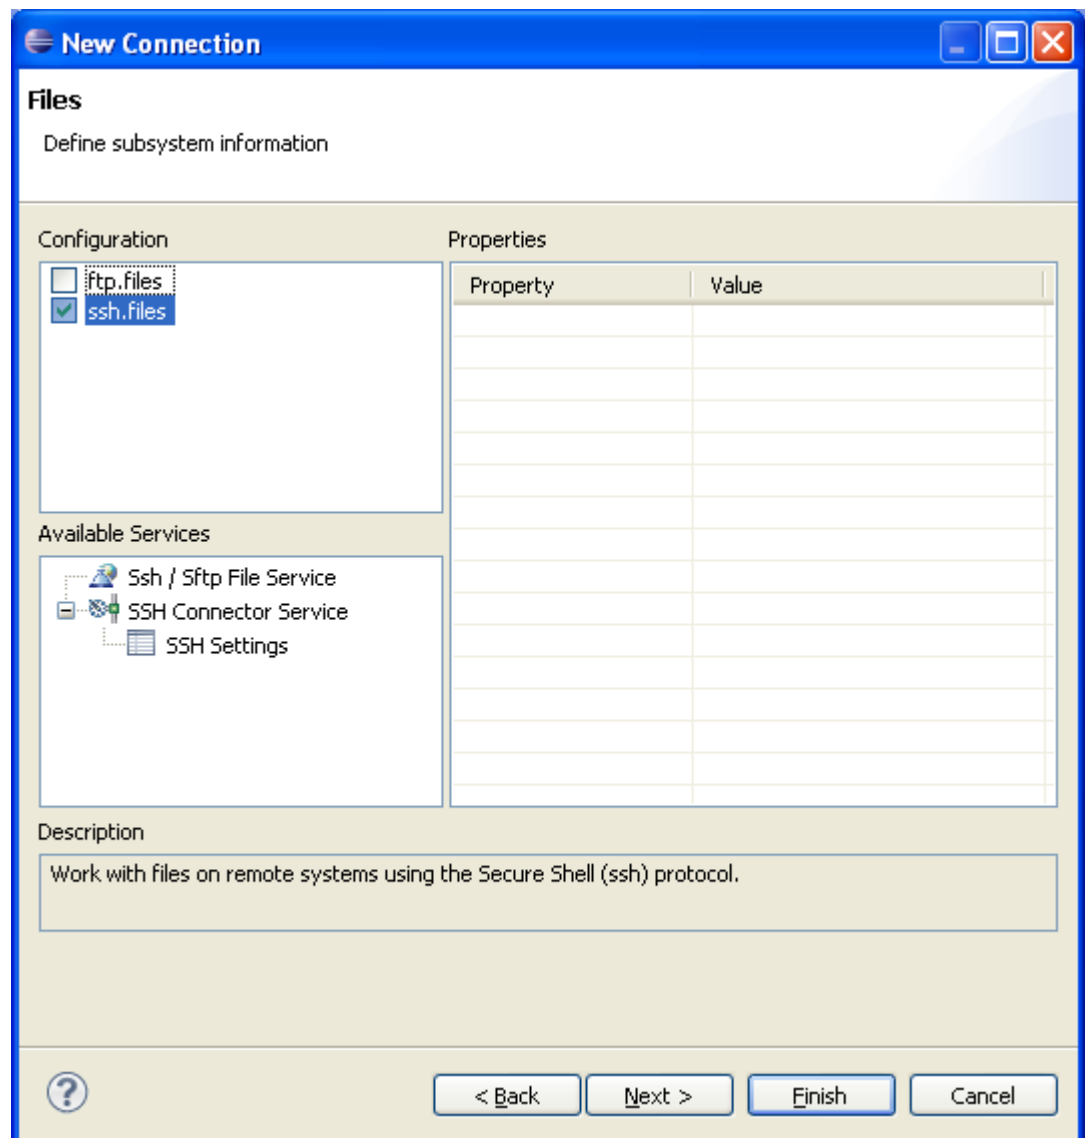 New Connection
Files
Define subsystem information
Configuration
Properties
ftp.files
ssh.files
Property Value
Available Services
Ssh / Sftp File Service
SSH Connector Service
SSH Settings
Description
Work with files on remote systems using the Secure Shell (ssh) protocol.
? < Back Next > Finish Cancel